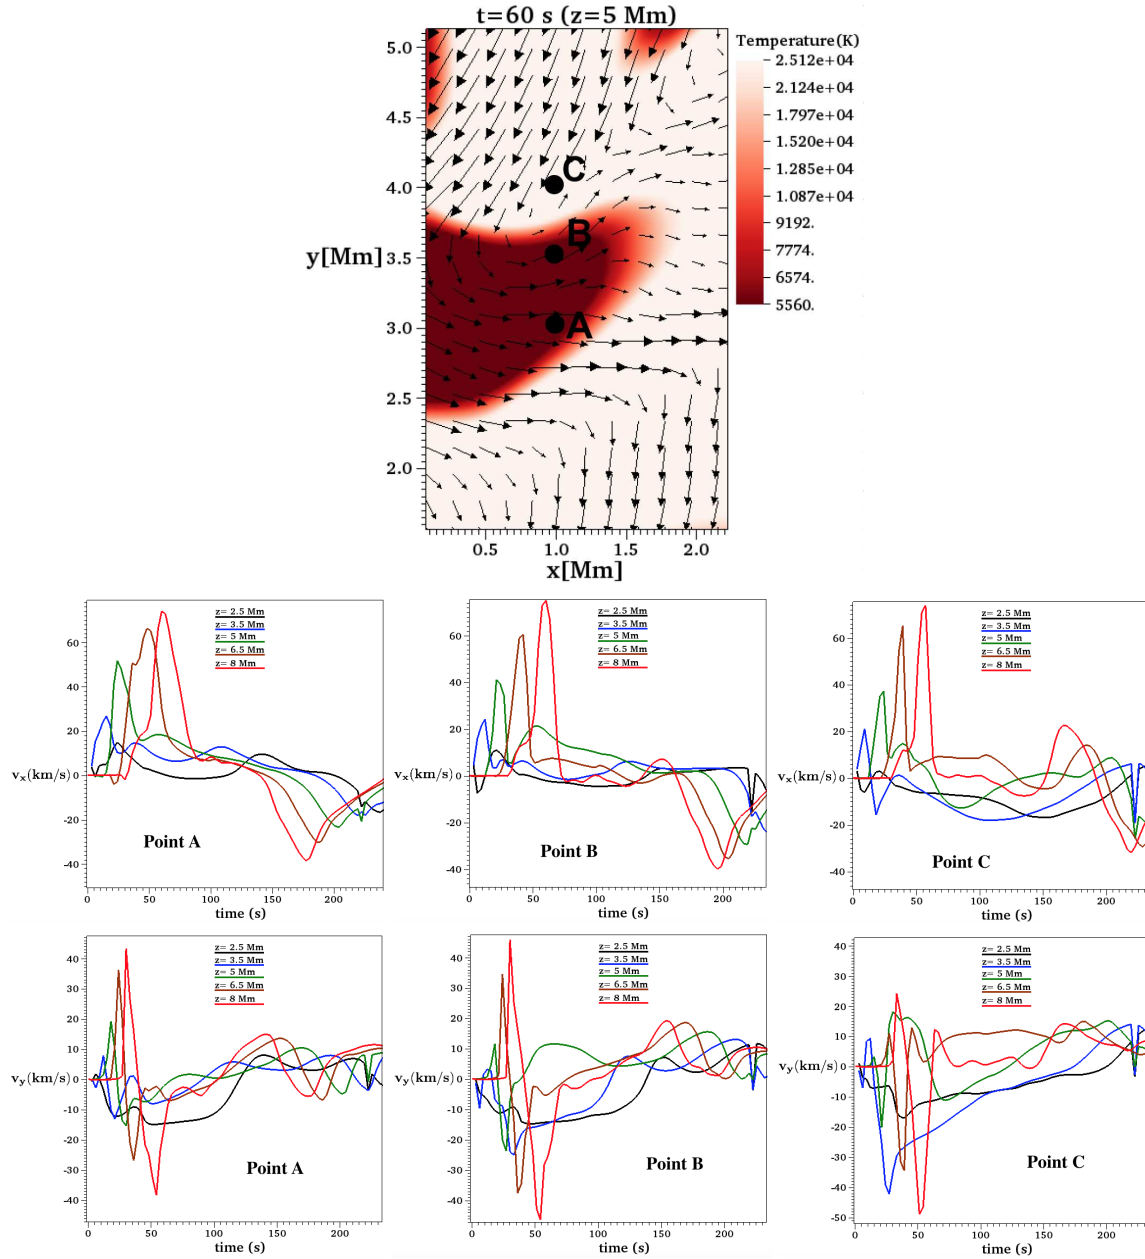 t=60 s (z=5 Mm)
Temperature(K)
5.0
4.5
4.0
3.5
3.0
2.5
2.0
y[Mm]
C
B
A
2.512e+04
2.124e+04
1.797e+04
1.520e+04
1.285e+04
1.087e+04
9192.
7774.
6574.
5560.
0.5 1.0 1.5 2.0
x[Mm]
z= 2.5 Mm
z= 3.5 Mm
z= 5 Mm
z= 6.5 Mm
z= 8 Mm
60
40
20
0
-20
-40
vx(km/s)
Point A
0 50 100 150 200
time (s)
z= 2.5 Mm
z= 3.5 Mm
z= 5 Mm
z= 6.5 Mm
z= 8 Mm
60
40
20
0
-20
-40
vx(km/s)
Point B
0 50 100 150 200
time (s)
z= 2.5 Mm
z= 3.5 Mm
z= 5 Mm
z= 6.5 Mm
z= 8 Mm
60
40
20
0
-20
-40
vx(km/s)
Point C
0 50 100 150 200
time (s)
z= 2.5 Mm
z= 3.5 Mm
z= 5 Mm
z= 6.5 Mm
z= 8 Mm
40
30
20
10
0
-10
-20
-30
-40
vy(km/s)
Point A
0 50 100 150 200
time (s)
z= 2.5 Mm
z= 3.5 Mm
z= 5 Mm
z= 6.5 Mm
z= 8 Mm
40
30
20
10
0
-10
-20
-30
-40
vy(km/s)
Point B
0 50 100 150 200
time (s)
z= 2.5 Mm
z= 3.5 Mm
z= 5 Mm
z= 6.5 Mm
z= 8 Mm
40
30
20
10
0
-10
-20
-30
-40
-50
vy(km/s)
Point C
0 50 100 150 200
time (s)